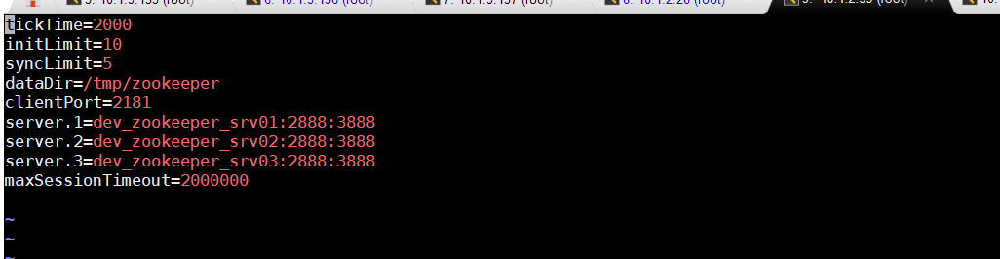 tickTime=2000
initLimit=10
syncLimit=5
dataDir=/tmp/zookeeper
clientPort=2181
server.1=dev_zookeeper_srv01:2888:3888
server.2=dev_zookeeper_srv02:2888:3888
server.3=dev_zookeeper_srv03:2888:3888
maxSessionTimeout=2000000
~
~
~